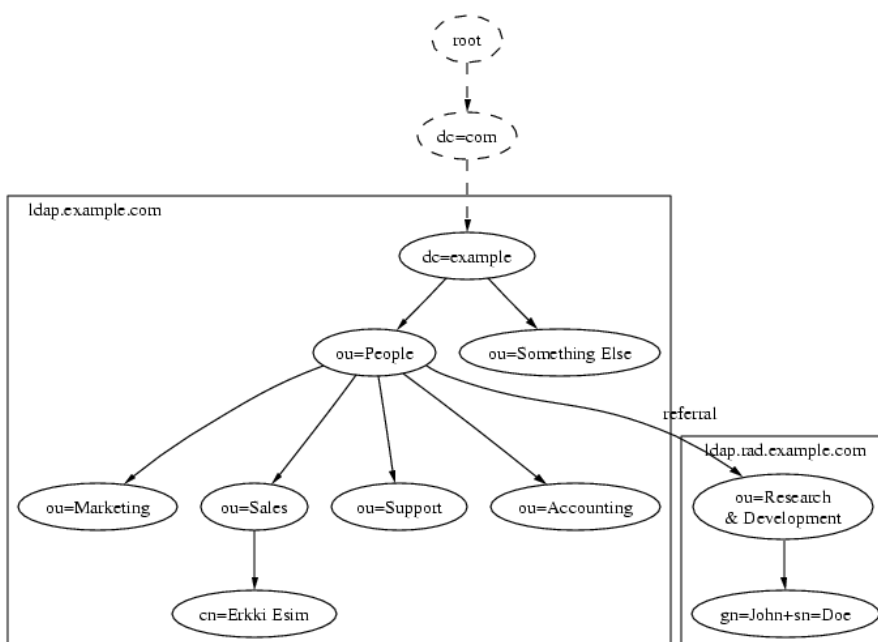 root
dc=com
ldap.example.com
dc=example
ou=People
ou=Something Else
referral
ldap.rad.example.com
ou=Marketing
ou=Sales
ou=Support
ou=Accounting
ou=Research
& Development
cn=Erkki Esim
gn=John+sn=Doe